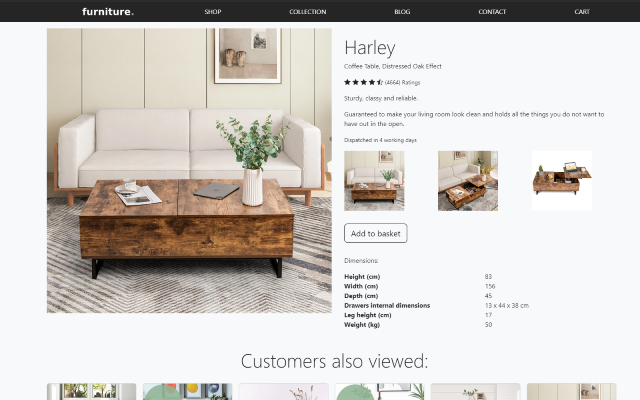 furniture.
SHOP
COLLECTION
BLOG
CONTACT
CART
Harley
Coffee Table, Distressed Oak Effect
(4664) Ratings
Sturdy, classy and reliable.
Guaranteed to make your living room look clean and holds all the things you do not want to
have out in the open.
Dispatched in 4 working days
Add to basket
Dimensions:
Height (cm) 83
Width (cm) 156
Depth (cm) 45
Drawers internal dimensions 13 x 44 x 38 cm
Leg height (cm) 17
Weight (kg) 50
Customers also viewed: